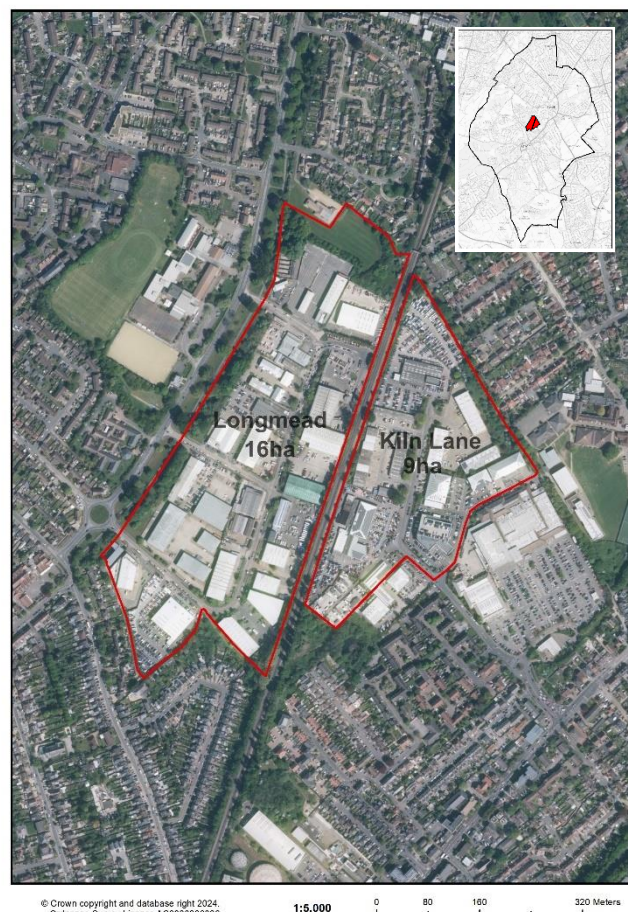 Longmead
16ha
Kiln Lane
9ha
© Crown copyright and database right 2024.
1:5,000
0 80 160 320 Meters